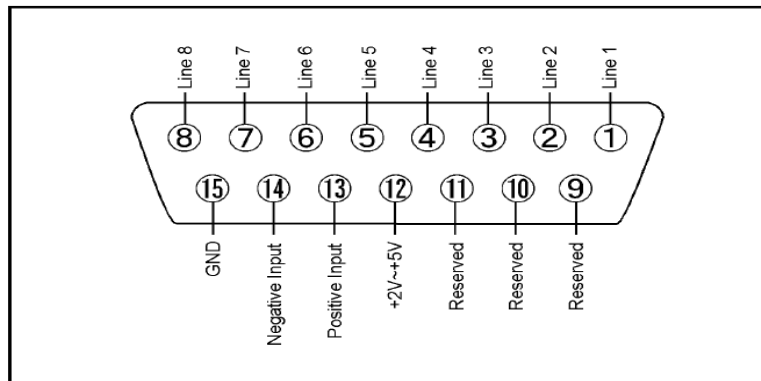 Line 8
Line 7
Line 6
Line 5
Line 4
Line 3
Line 2
Line 1
8
7
6
5
4
3
2
1
15
14
13
12
11
10
9
GND
Negative Input
Positive Input
+2V~+5V
Reserved
Reserved
Reserved